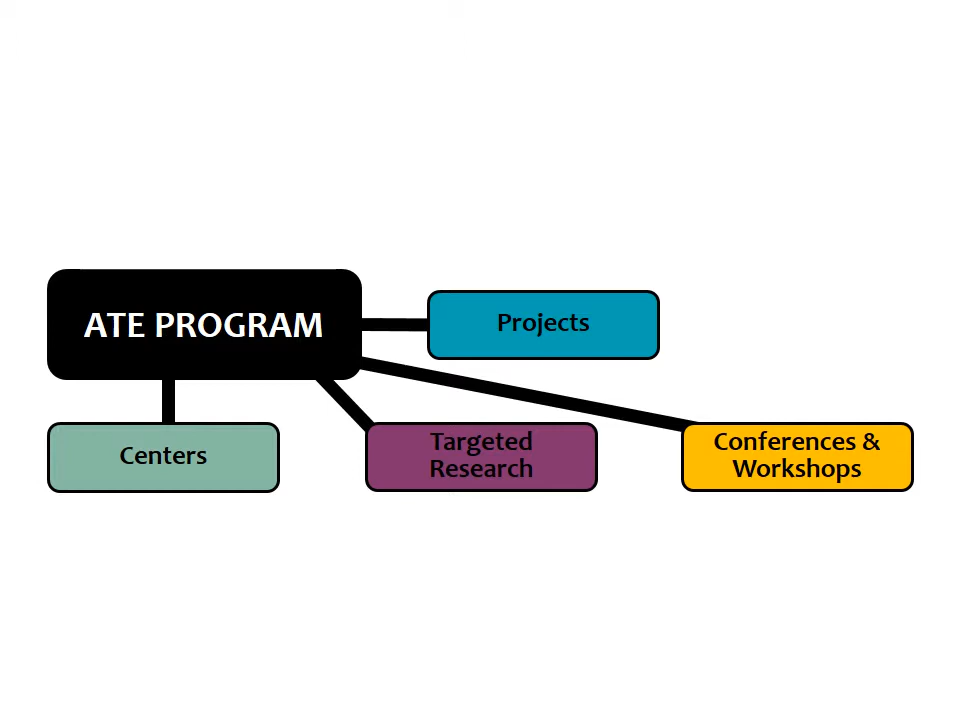 ATE PROGRAM
Projects
Centers
Targeted
Research
Conferences &
Workshops